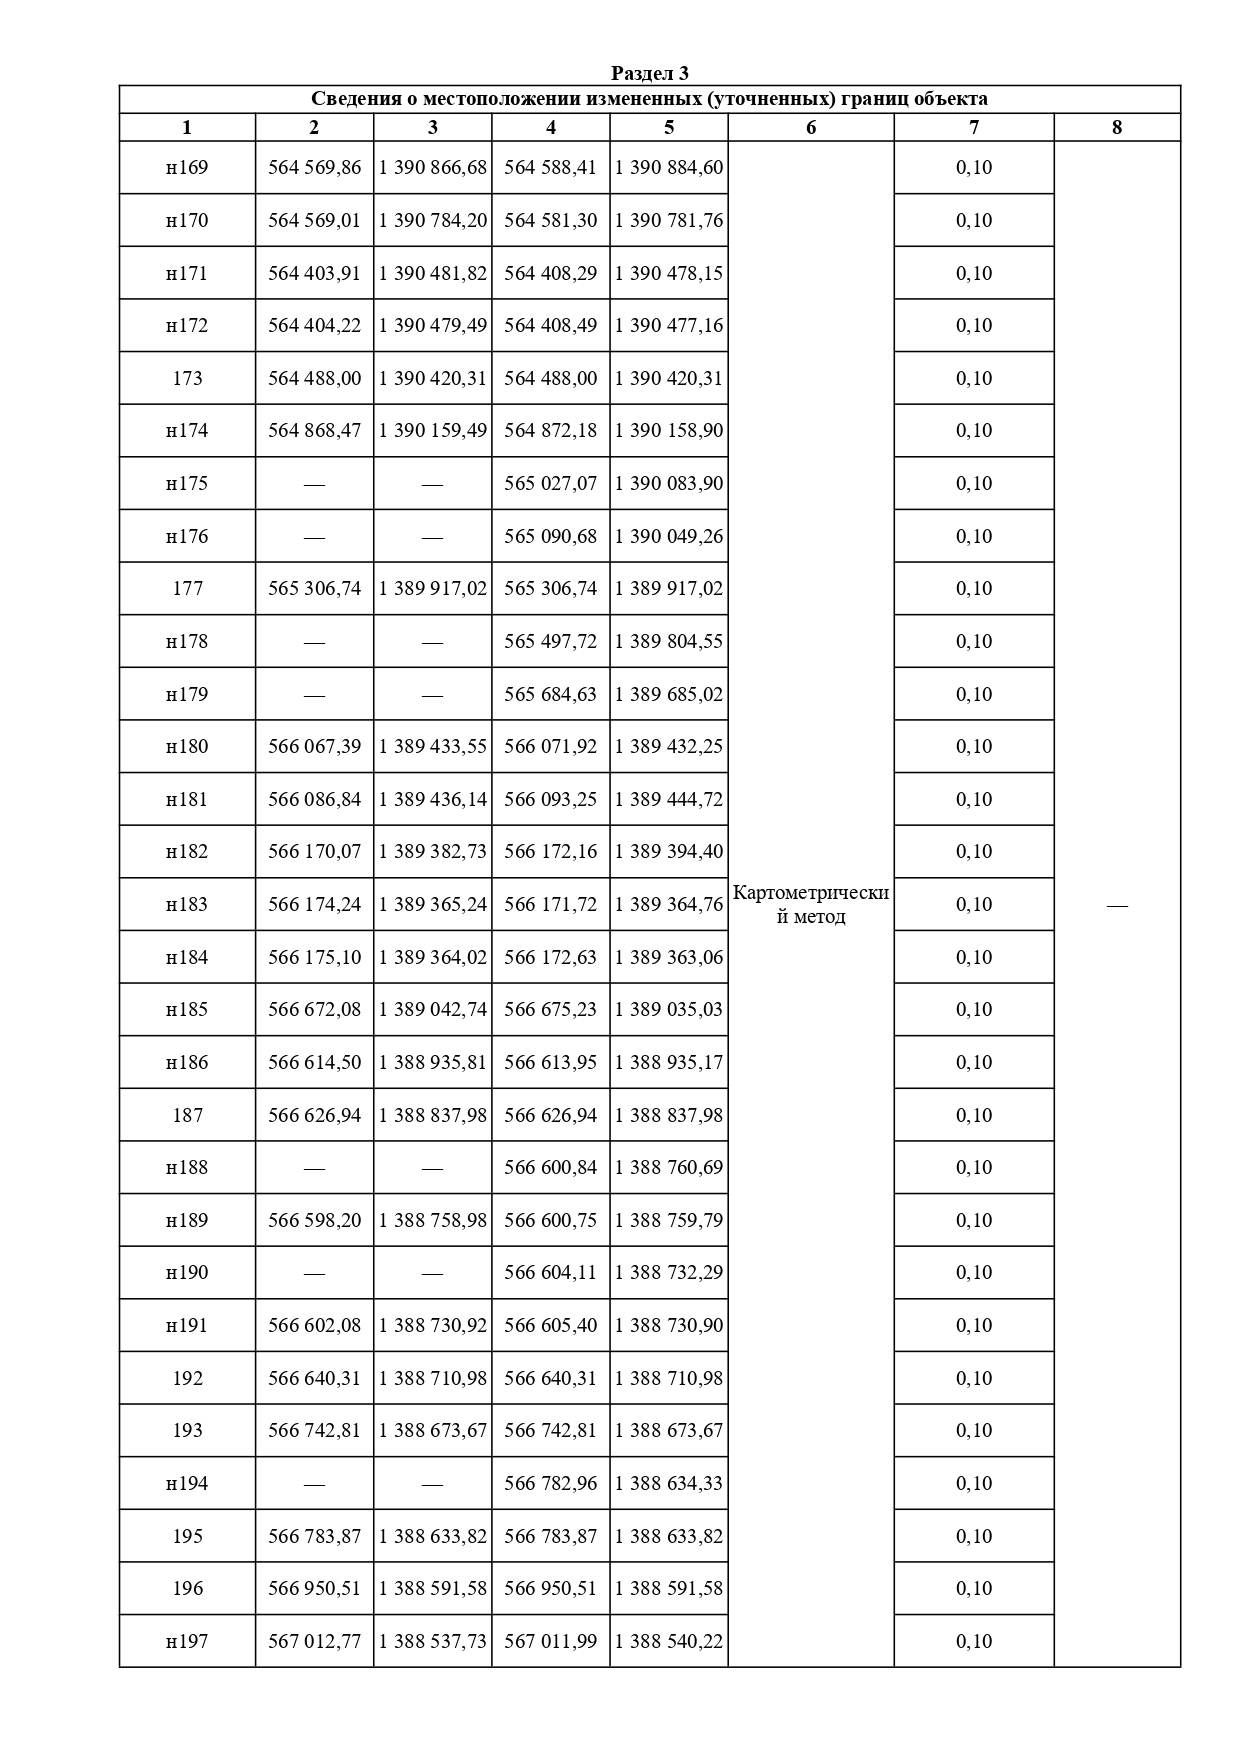 Раздел 3
Сведения о местоположении измененных (уточненных) границ объекта
1 2 3 4 5 6 7 8
н169 564 569,86 1 390 866,68 564 588,41 1 390 884,60 0,10
н170 564 569,01 1 390 784,20 564 581,30 1 390 781,76 0,10
н171 564 403,91 1 390 481,82 564 408,29 1 390 478,15 0,10
н172 564 404,22 1 390 479,49 564 408,49 1 390 477,16 0,10
173 564 488,00 1 390 420,31 564 488,00 1 390 420,31 0,10
н174 564 868,47 1 390 159,49 564 872,18 1 390 158,90 0,10
н175 — — 565 027,07 1 390 083,90 0,10
н176 — — 565 090,68 1 390 049,26 0,10
177 565 306,74 1 389 917,02 565 306,74 1 389 917,02 0,10
н178 — — 565 497,72 1 389 804,55 0,10
н179 — — 565 684,63 1 389 685,02 0,10
н180 566 067,39 1 389 433,55 566 071,92 1 389 432,25 0,10
н181 566 086,84 1 389 436,14 566 093,25 1 389 444,72 0,10
н182 566 170,07 1 389 382,73 566 172,16 1 389 394,40 0,10
н183 566 174,24 1 389 365,24 566 171,72 1 389 364,76 Картометрически 0,10 —
й метод
н184 566 175,10 1 389 364,02 566 172,63 1 389 363,06 0,10
н185 566 672,08 1 389 042,74 566 675,23 1 389 035,03 0,10
н186 566 614,50 1 388 935,81 566 613,95 1 388 935,17 0,10
187 566 626,94 1 388 837,98 566 626,94 1 388 837,98 0,10
н188 — — 566 600,84 1 388 760,69 0,10
н189 566 598,20 1 388 758,98 566 600,75 1 388 759,79 0,10
н190 — — 566 604,11 1 388 732,29 0,10
н191 566 602,08 1 388 730,92 566 605,40 1 388 730,90 0,10
192 566 640,31 1 388 710,98 566 640,31 1 388 710,98 0,10
193 566 742,81 1 388 673,67 566 742,81 1 388 673,67 0,10
н194 — — 566 782,96 1 388 634,33 0,10
195 566 783,87 1 388 633,82 566 783,87 1 388 633,82 0,10
196 566 950,51 1 388 591,58 566 950,51 1 388 591,58 0,10
н197 567 012,77 1 388 537,73 567 011,99 1 388 540,22 0,10